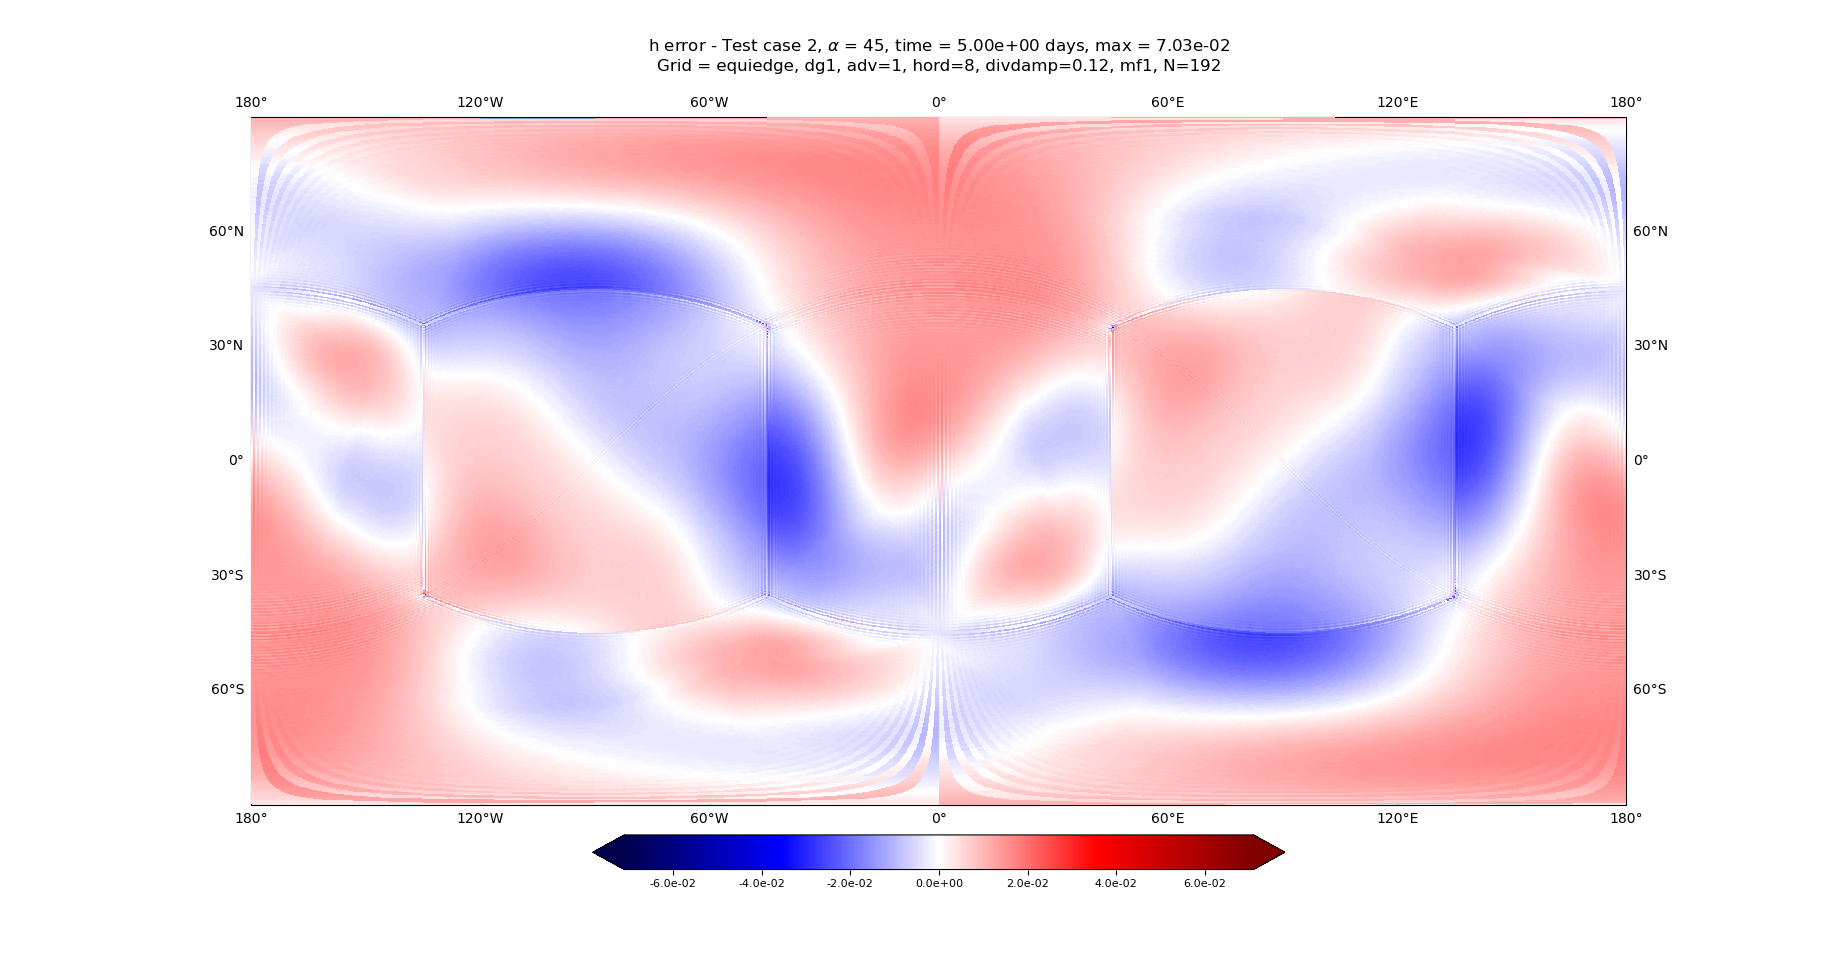 h error - Test case 2, α = 45, time = 5.00e+00 days, max = 7.03e-02
Grid = equiedge, dg1, adv=1, hord=8, divdamp=0.12, mf1, N=192
180° 120°W 60°W 0° 60°E 120°E 180°
60°N 60°N
30°N 30°N
0° 0°
30°S 30°S
60°S 60°S
180° 120°W 60°W 0° 60°E 120°E 180°
-6.0e-02 -4.0e-02 -2.0e-02 0.0e+00 2.0e-02 4.0e-02 6.0e-02